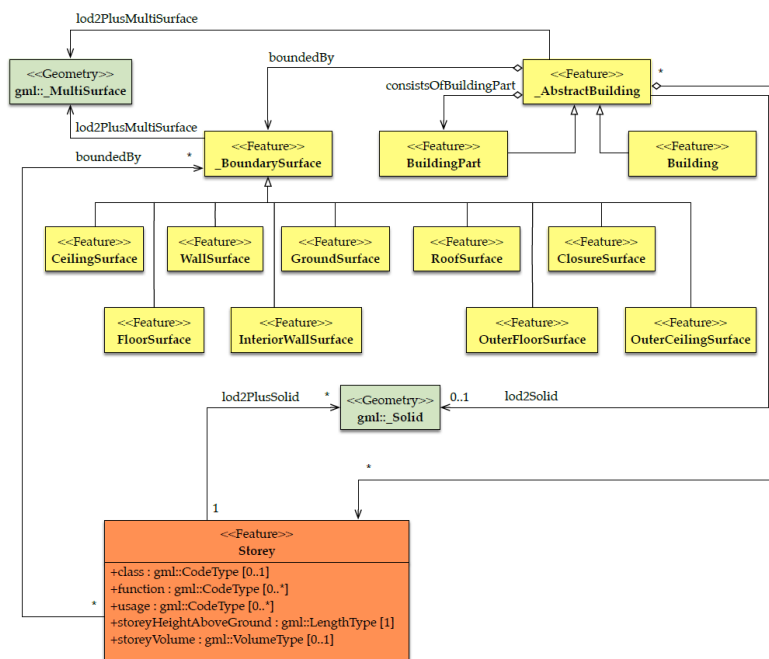 lod2PlusMultiSurface
<<Geometry>>
gml::_MultiSurface
boundedBy
<<Feature>>
_AbstractBuilding
*
consistsOfBuildingPart
lod2PlusMultiSurface
boundedBy
*
<<Feature>>
_BoundarySurface
<<Feature>>
BuildingPart
<<Feature>>
Building
<<Feature>>
CeilingSurface
<<Feature>>
WallSurface
<<Feature>>
GroundSurface
<<Feature>>
RoofSurface
<<Feature>>
ClosureSurface
<<Feature>>
FloorSurface
<<Feature>>
InteriorWallSurface
<<Feature>>
OuterFloorSurface
<<Feature>>
OuterCeilingSurface
lod2PlusSolid
*
<<Geometry>>
gml::_Solid
0..1
lod2Solid
*
1
<<Feature>>
Storey
+class : gml::CodeType [0..1]
+function : gml::CodeType [0..*]
+usage : gml::CodeType [0..*]
+storeyHeightAboveGround : gml::LengthType [1]
+storeyVolume : gml::VolumeType [0..1]
*